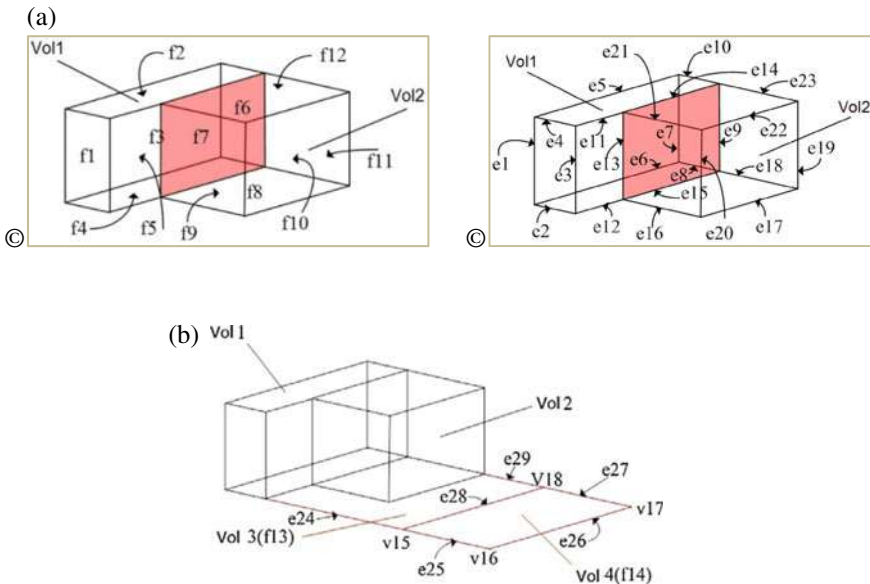 (a)
Vol1
f2
f12
f6
Vol2
f1
f3
f7
f11
f8
f4
f5
f9
f10
©
e10
e21
Vol1
e5
e14
e23
e4
e11
e7
e9
e22
Vol2
e1
e3
e13
e6
e19
e8
e18
e15
e2
e12
e16
e20
e17
©
(b)
Vol 1
Vol 2
e29
V18
e27
e28
v17
e24
Vol 3(f13)
v15
v16
e26
e25
Vol 4(f14)